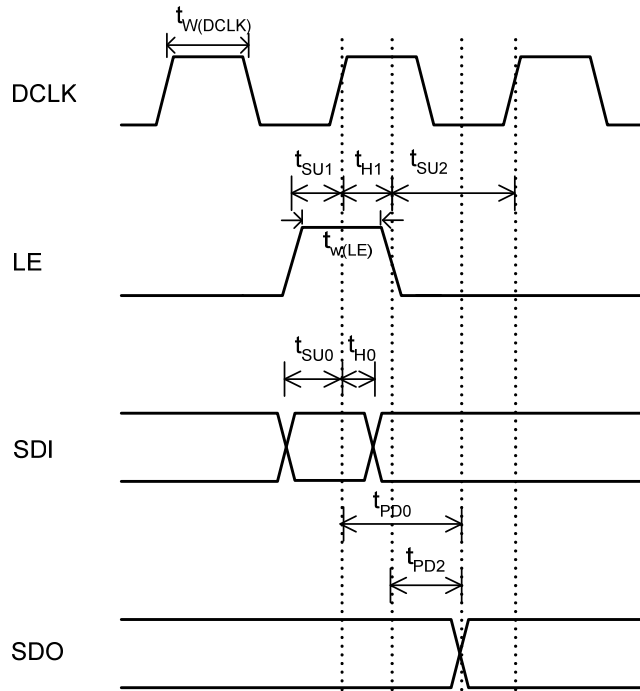 tW(DCLK)
DCLK
tSU1 tH1 tSU2
tw(LE)
LE
tSU0 tH0
SDI
tPD0
tPD2
SDO